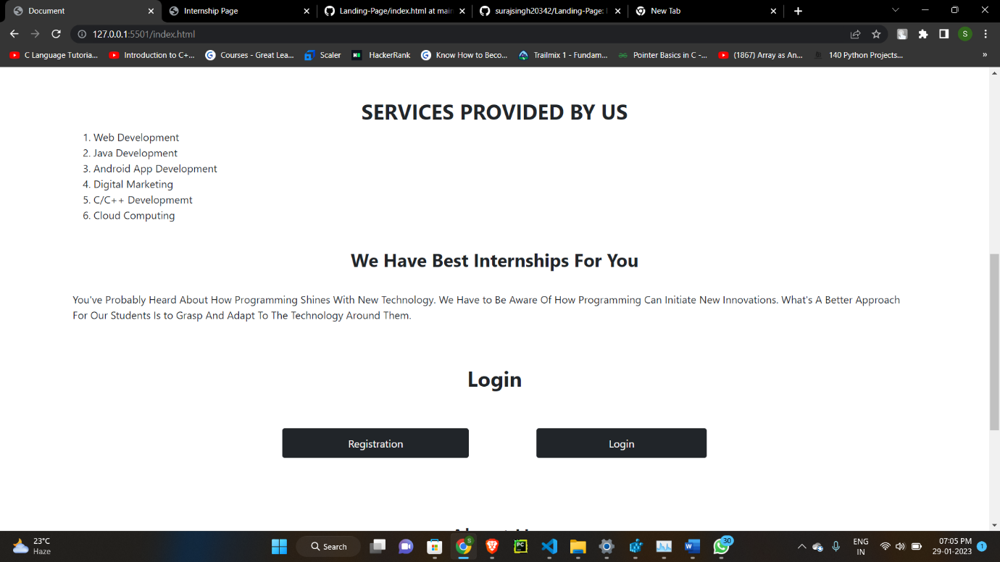 Document
Internship Page
Landing-Page/index.html at main
surajsingh20342/Landing-Page:
New Tab
127.0.0.1:5501/index.html
S
C Language Tutoria...
Introduction to C+...
Courses - Great Lea...
Scaler
HackerRank
Know How to Beco...
Trailmix 1 - Fundam...
Pointer Basics in C -...
(1867) Array as An...
140 Python Projects...
SERVICES PROVIDED BY US
1. Web Development
2. Java Development
3. Android App Development
4. Digital Marketing
5. C/C++ Developmemt
6. Cloud Computing
We Have Best Internships For You
You've Probably Heard About How Programming Shines With New Technology. We Have to Be Aware Of How Programming Can Initiate New Innovations. What's A Better Approach
For Our Students Is to Grasp And Adapt To The Technology Around Them.
Login
Registration
Login
23°C
Haze
Search
30
ENG
IN
07:05 PM
29-01-2023
1